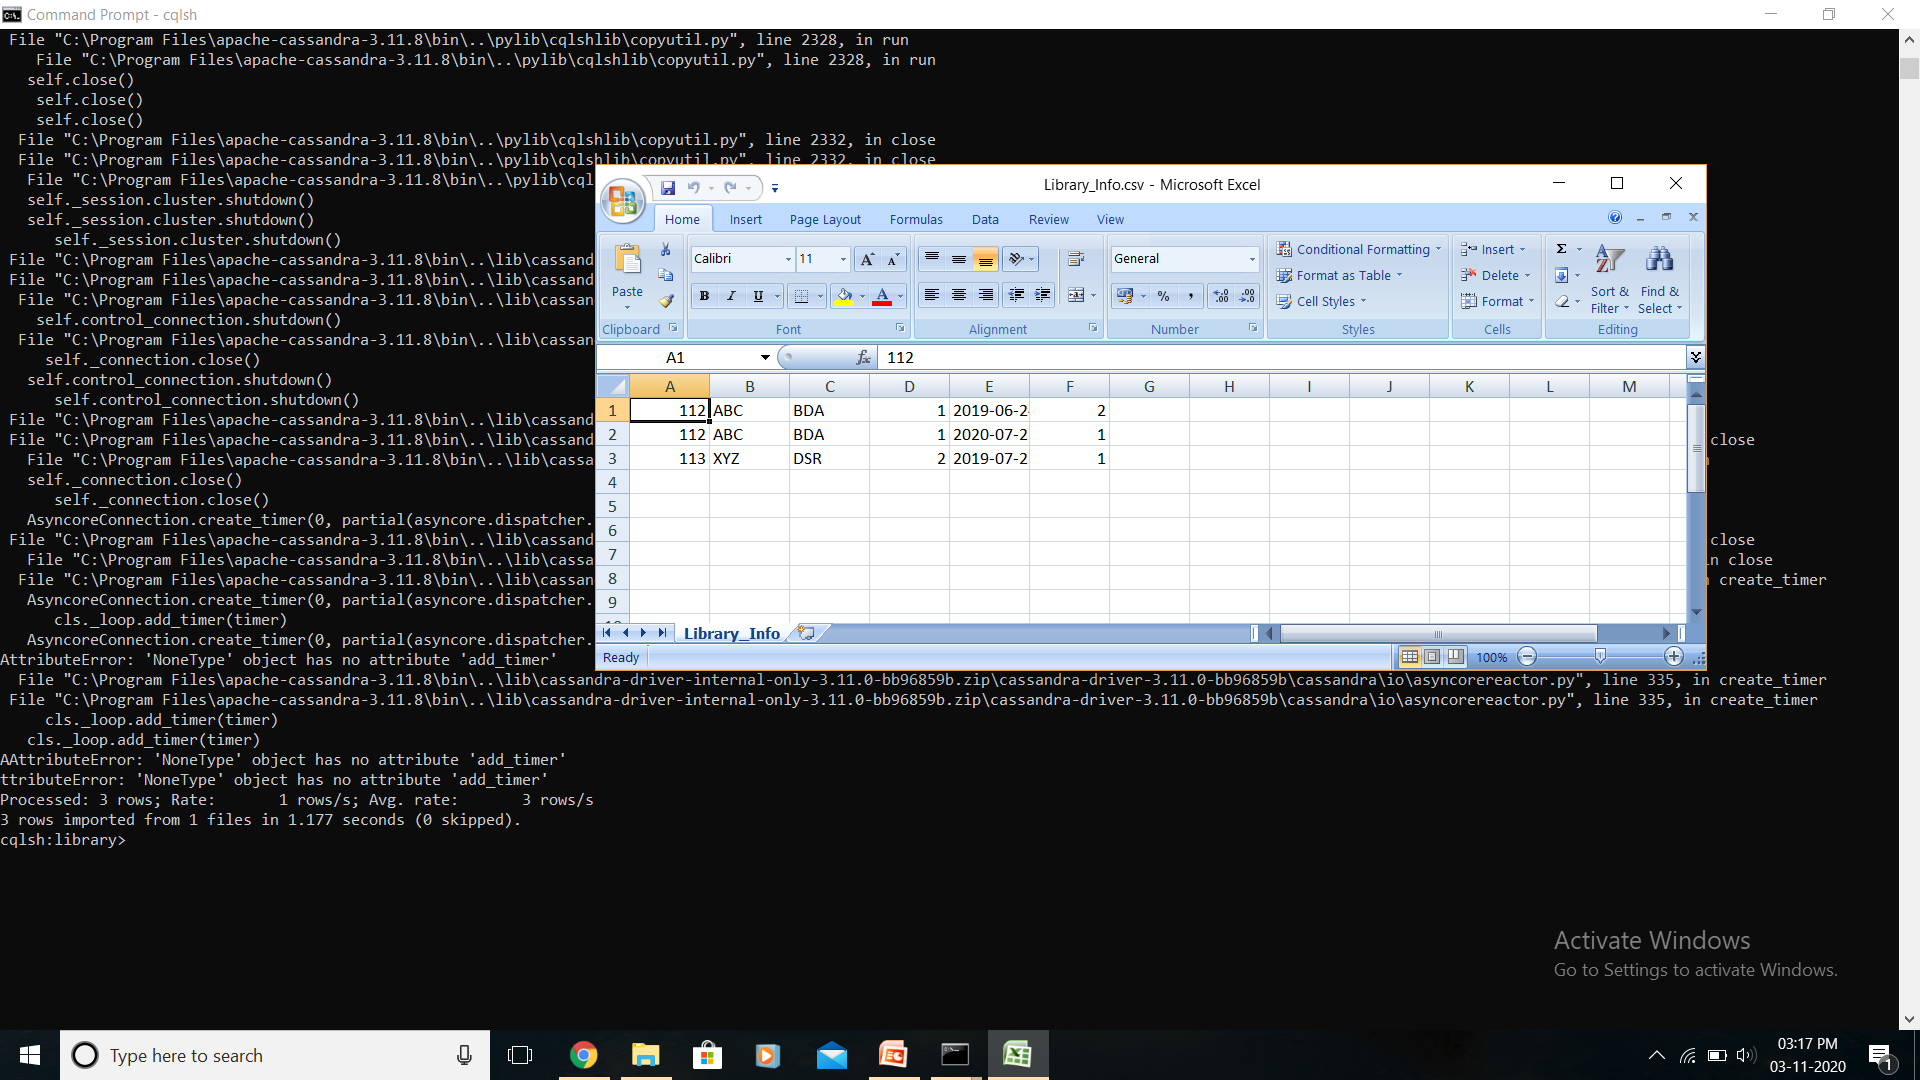 Command Prompt - cqlsh
File "C:\Program Files\apache-cassandra-3.11.8\bin\..\pylib\cqlshlib\copyutil.py", line 2328, in run
File "C:\Program Files\apache-cassandra-3.11.8\bin\..\pylib\cqlshlib\copyutil.py", line 2328, in run
self.close()
self.close()
self.close()
File "C:\Program Files\apache-cassandra-3.11.8\bin\..\pylib\cqlshlib\copyutil.py", line 2332, in close
File "C:\Program Files\apache-cassandra-3.11.8\bin\..\pylib\cqlshlib\copyutil.py", line 2332, in close
File "C:\Program Files\apache-cassandra-3.11.8\bin\..\pylib\cql
self._session.cluster.shutdown()
self._session.cluster.shutdown()
self._session.cluster.shutdown()
File "C:\Program Files\apache-cassandra-3.11.8\bin\..\lib\cassand
File "C:\Program Files\apache-cassandra-3.11.8\bin\..\lib\cassand
File "C:\Program Files\apache-cassandra-3.11.8\bin\..\lib\cassan
self.control_connection.shutdown()
File "C:\Program Files\apache-cassandra-3.11.8\bin\..\lib\cassan
self._connection.close()
self.control_connection.shutdown()
self.control_connection.shutdown()
File "C:\Program Files\apache-cassandra-3.11.8\bin\..\lib\cassand
File "C:\Program Files\apache-cassandra-3.11.8\bin\..\lib\cassand close
File "C:\Program Files\apache-cassandra-3.11.8\bin\..\lib\cassa
self._connection.close()
self._connection.close()
AsyncoreConnection.create_timer(0, partial(asyncore.dispatcher.
File "C:\Program Files\apache-cassandra-3.11.8\bin\..\lib\cassand close
File "C:\Program Files\apache-cassandra-3.11.8\bin\..\lib\cassa in close
File "C:\Program Files\apache-cassandra-3.11.8\bin\..\lib\cassan create_timer
AsyncoreConnection.create_timer(0, partial(asyncore.dispatcher.
cls._loop.add_timer(timer)
AsyncoreConnection.create_timer(0, partial(asyncore.dispatcher.
AttributeError: 'NoneType' object has no attribute 'add_timer'
File "C:\Program Files\apache-cassandra-3.11.8\bin\..\lib\cassandra-driver-internal-only-3.11.0-bb96859b.zip\cassandra-driver-3.11.0-bb96859b\cassandra\io\asyncorereactor.py", line 335, in create_timer
File "C:\Program Files\apache-cassandra-3.11.8\bin\..\lib\cassandra-driver-internal-only-3.11.0-bb96859b.zip\cassandra-driver-3.11.0-bb96859b\cassandra\io\asyncorereactor.py", line 335, in create_timer
cls._loop.add_timer(timer)
cls._loop.add_timer(timer)
AAttributeError: 'NoneType' object has no attribute 'add_timer'
ttributeError: 'NoneType' object has no attribute 'add_timer'
Processed: 3 rows; Rate: 1 rows/s; Avg. rate: 3 rows/s
3 rows imported from 1 files in 1.177 seconds (0 skipped).
cqlsh:library>
Library_Info.csv - Microsoft Excel
Home Insert Page Layout Formulas Data Review View
Calibri 11 General
Paste
B I U % ,
Conditional Formatting
Format as Table
Cell Styles
Insert
Delete
Format
Σ
Sort & Filter
Find & Select
Clipboard Font Alignment Number Styles Cells Editing
A1 fx 112
A B C D E F G H I J K L M
1 112 ABC BDA 1 2019-06-2 2
2 112 ABC BDA 1 2020-07-2 1
3 113 XYZ DSR 2 2019-07-2 1
4
5
6
7
8
9
Library_Info
Ready 100%
Activate Windows
Go to Settings to activate Windows.
Type here to search
03:17 PM
03-11-2020
1